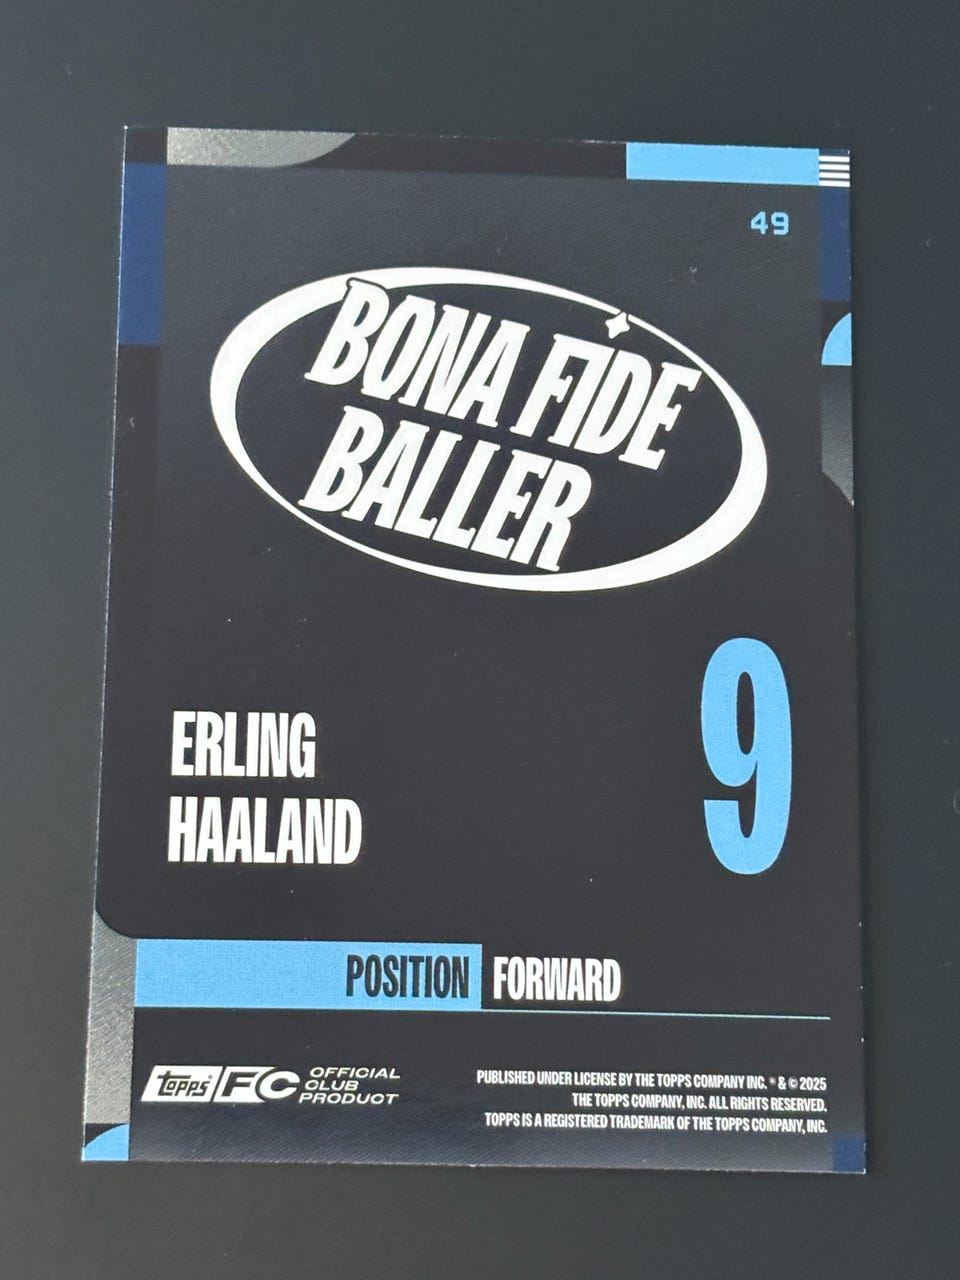 49
BONA FIDE
BALLER
9
ERLING
HAALAND
POSITION FORWARD
Topps FC OFFICIAL
CLUB
PRODUCT
PUBLISHED UNDER LICENSE BY THE TOPPS COMPANY INC. ® & © 2025
THE TOPPS COMPANY, INC. ALL RIGHTS RESERVED.
TOPPS IS A REGISTERED TRADEMARK OF THE TOPPS COMPANY, INC.